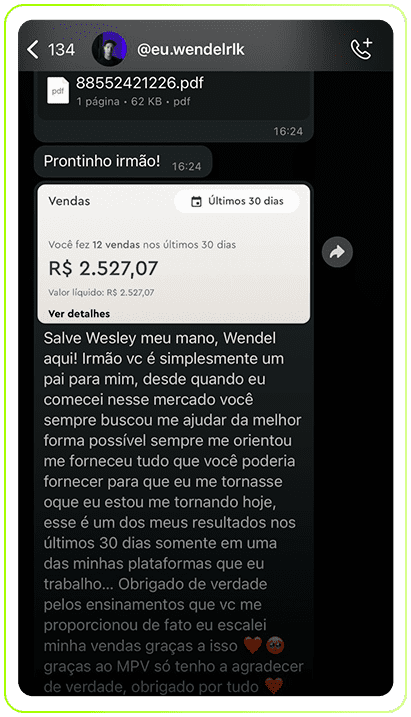 134 @eu.wendelrlk
88552421226.pdf
pdf
1 página • 62 KB • pdf
16:24
Prontinho irmão! 16:24
Vendas Últimos 30 dias
Você fez 12 vendas nos últimos 30 dias
R$ 2.527,07
Valor líquido: R$ 2.527,07
Ver detalhes
Salve Wesley meu mano, Wendel
aqui! Irmão vc é simplesmente um
pai para mim, desde quando eu
comecei nesse mercado você
sempre buscou me ajudar da melhor
forma possível sempre me orientou
me forneceu tudo que você poderia
fornecer para que eu me tornasse
oque eu estou me tornando hoje,
esse é um dos meus resultados nos
últimos 30 dias somente em uma
das minhas plataformas que eu
trabalho... Obrigado de verdade
pelos ensinamentos que vc me
proporcionou de fato eu escalei
minha vendas graças a isso ❤️🥹
graças ao MPV só tenho a agradecer
de verdade, obrigado por tudo ❤️